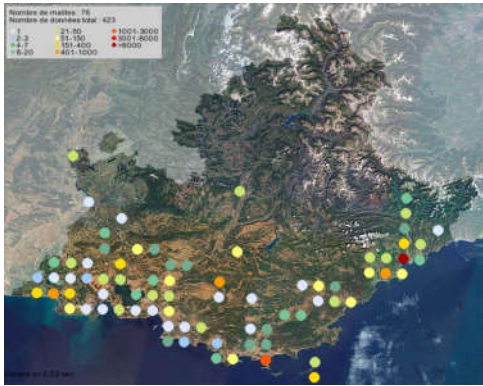 Nombre de mailles : 76
Nombre de données total : 423
1 21-50 1001-3000
2-3 51-150 3001-8000
4-7 151-400 >8000
8-20 401-1000